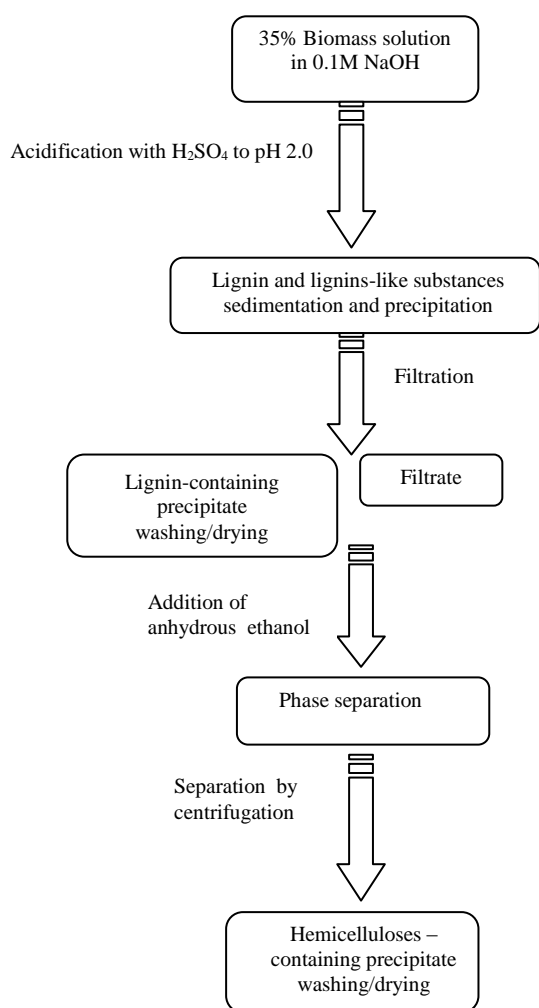 35% Biomass solution
in 0.1M NaOH
Acidification with H₂SO₄ to pH 2.0
Lignin and lignins-like substances
sedimentation and precipitation
Filtration
Lignin-containing
precipitate
washing/drying
Filtrate
Addition of
anhydrous ethanol
Phase separation
Separation by
centrifugation
Hemicelluloses –
containing precipitate
washing/drying